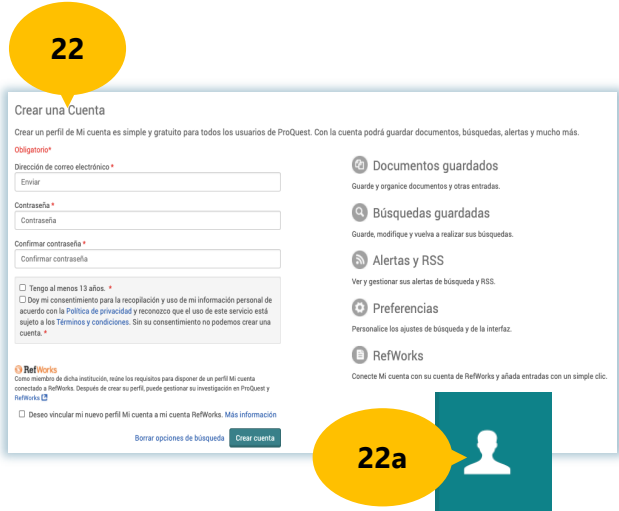 22
Crear una Cuenta
Crear un perfil de Mi cuenta es simple y gratuito para todos los usuarios de ProQuest. Con la cuenta podrá guardar documentos, búsquedas, alertas y mucho más.
Obligatorio*
Dirección de correo electrónico *
Enviar
Contraseña *
Contraseña
Confirmar contraseña *
Confirmar contraseña
Tengo al menos 13 años. *
Doy mi consentimiento para la recopilación y uso de mi información personal de
acuerdo con la Política de privacidad y reconozco que el uso de este servicio está
sujeto a los Términos y condiciones. Sin su consentimiento no podemos crear una
cuenta. *
RefWorks
Como miembro de dicha institución, reúne los requisitos para disponer de un perfil Mi cuenta
conectado a RefWorks. Después de crear su perfil, puede gestionar su investigación en ProQuest y
RefWorks
Deseo vincular mi nuevo perfil Mi cuenta a mi cuenta RefWorks. Más información
Borrar opciones de búsqueda Crear cuenta
Documentos guardados
Guarde y organice documentos y otras entradas.
Búsquedas guardadas
Guarde, modifique y vuelva a realizar sus búsquedas.
Alertas y RSS
Ver y gestionar sus alertas de búsqueda y RSS.
Preferencias
Personalice los ajustes de búsqueda y de la interfaz.
RefWorks
Conecte Mi cuenta con su cuenta de RefWorks y añada entradas con un simple clic.
22a